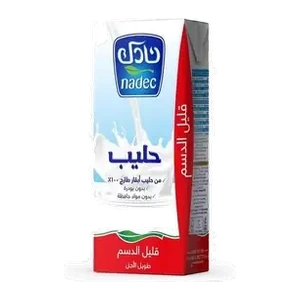 نادك
nadec
قليل الدسم
حليب
✓ من حليب أبقار طازج ١٠٠٪
✓ بدون بودرة
✓ بدون مواد حافظة
قليل الدسم
طويل الأجل